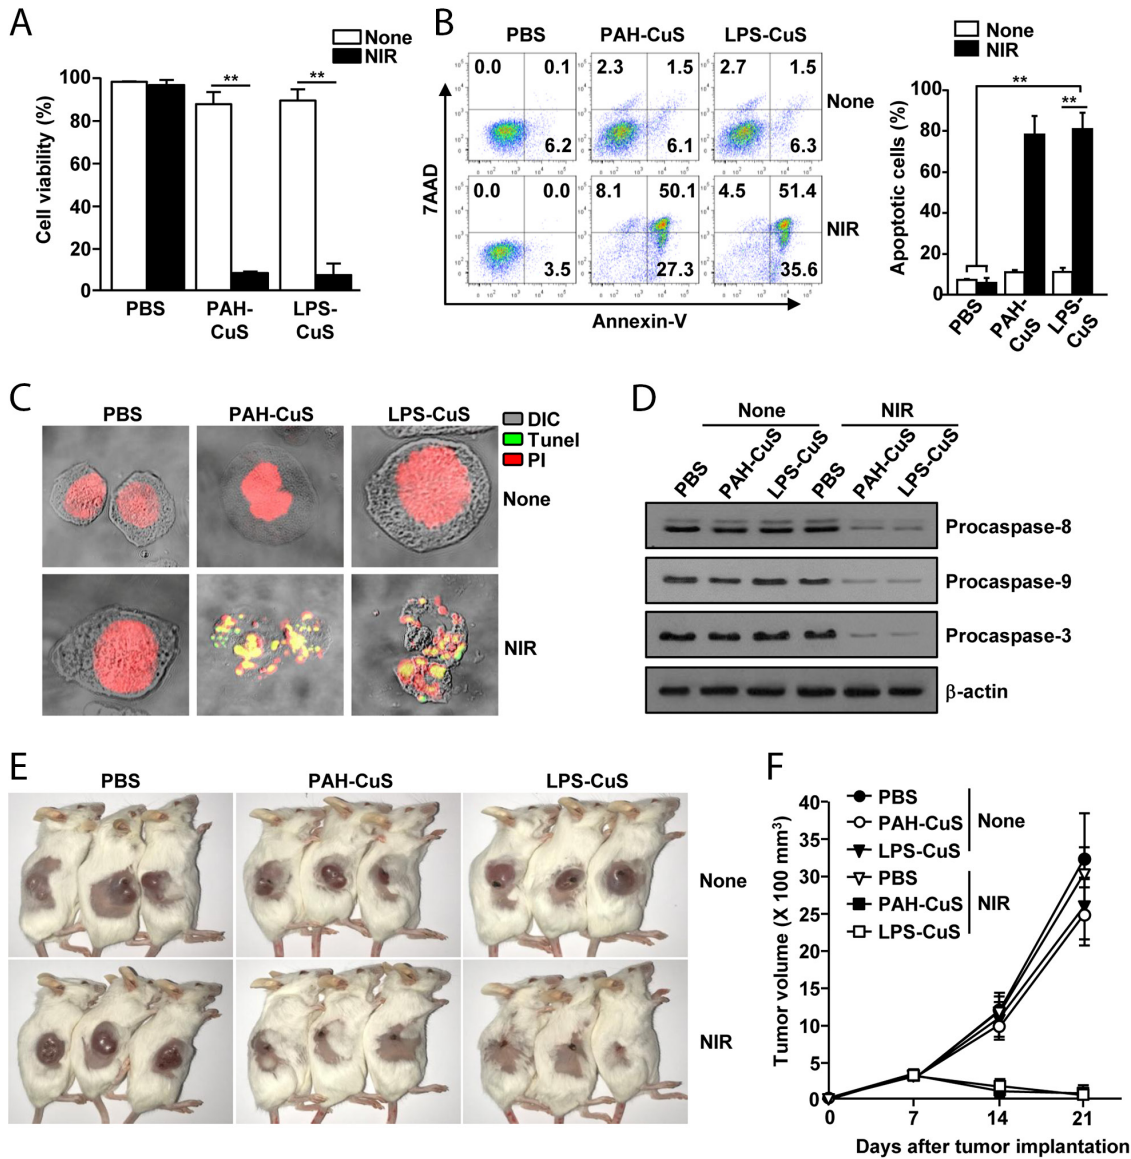 A
None
NIR
Cell viability (%)
100
80
60
40
20
0
**
**
PBS
PAH-
CuS
LPS-
CuS
B
PBS
PAH-CuS
LPS-CuS
0.0
0.1
6.2
2.3
1.5
6.1
2.7
1.5
6.3
None
0.0
0.0
3.5
8.1
50.1
27.3
4.5
51.4
35.6
NIR
7AAD
Annexin-V
None
NIR
Apoptotic cells (%)
100
80
60
40
20
0
**
**
PBS
PAH-
CuS
LPS-
CuS
C
PBS
PAH-CuS
LPS-CuS
DIC
Tunel
PI
None
NIR
D
None
NIR
PBS
PAH-CuS
LPS-CuS
PBS
PAH-CuS
LPS-CuS
Procaspase-8
Procaspase-9
Procaspase-3
β-actin
E
PBS
PAH-CuS
LPS-CuS
None
NIR
F
PBS
PAH-CuS
LPS-CuS
None
PBS
PAH-CuS
LPS-CuS
NIR
Tumor volume (X 100 mm³)
40
35
30
25
20
15
10
5
0
0
7
14
21
Days after tumor implantation